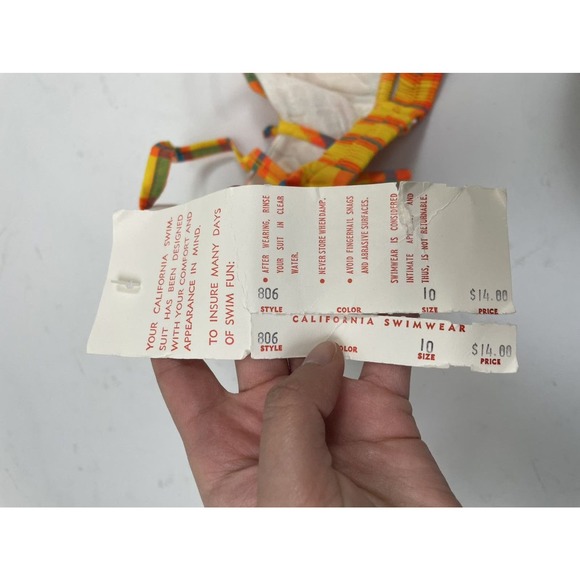 YOUR CALIFORNIA SWIM-
SUIT HAS BEEN DESIGNED
WITH YOUR COMFORT AND
APPEARANCE IN MIND.
TO INSURE MANY DAYS
OF SWIM FUN:
• AFTER WEARING, RINSE
YOUR SUIT IN CLEAR
WATER.
• NEVER STORE WHEN DAMP.
• AVOID FINGERNAIL SNAGS
AND ABRASIVE SURFACES.
SWIMWEAR IS CONSIDERED
INTIMATE AND
THUS, IS NOT RETURNABLE.
806 10 $14.00
STYLE COLOR SIZE PRICE
CALIFORNIA SWIMWEAR
806 10 $14.00
STYLE COLOR SIZE PRICE